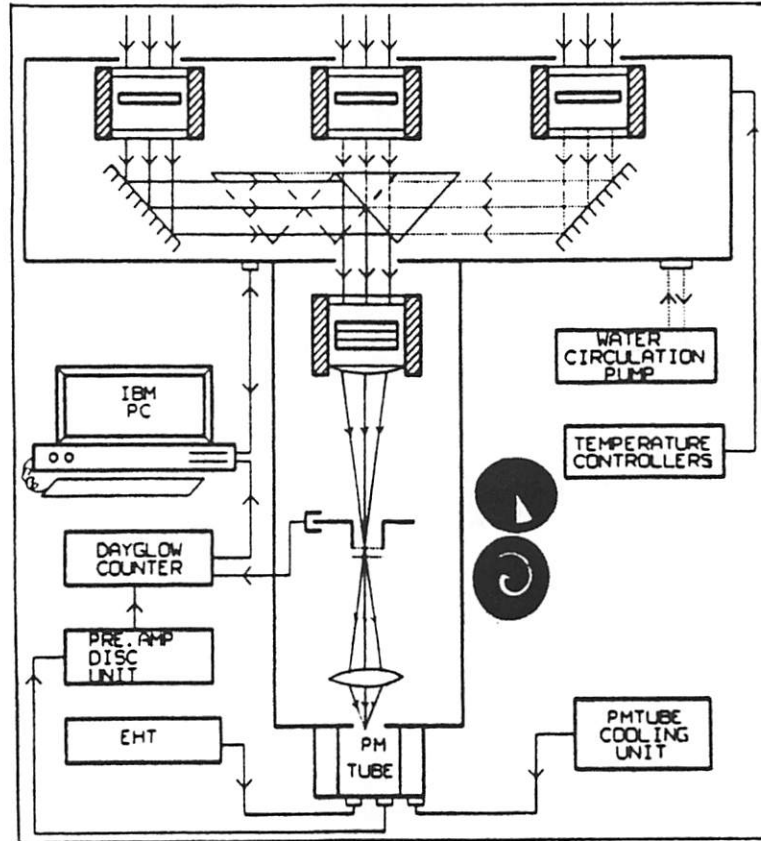 WATER
CIRCULATION
PUMP
IBM
PC
TEMPERATURE
CONTROLLERS
DAYGLOW
COUNTER
PRE.AMP
DISC
UNIT
EHT
PM
TUBE
PMTUBE
COOLING
UNIT